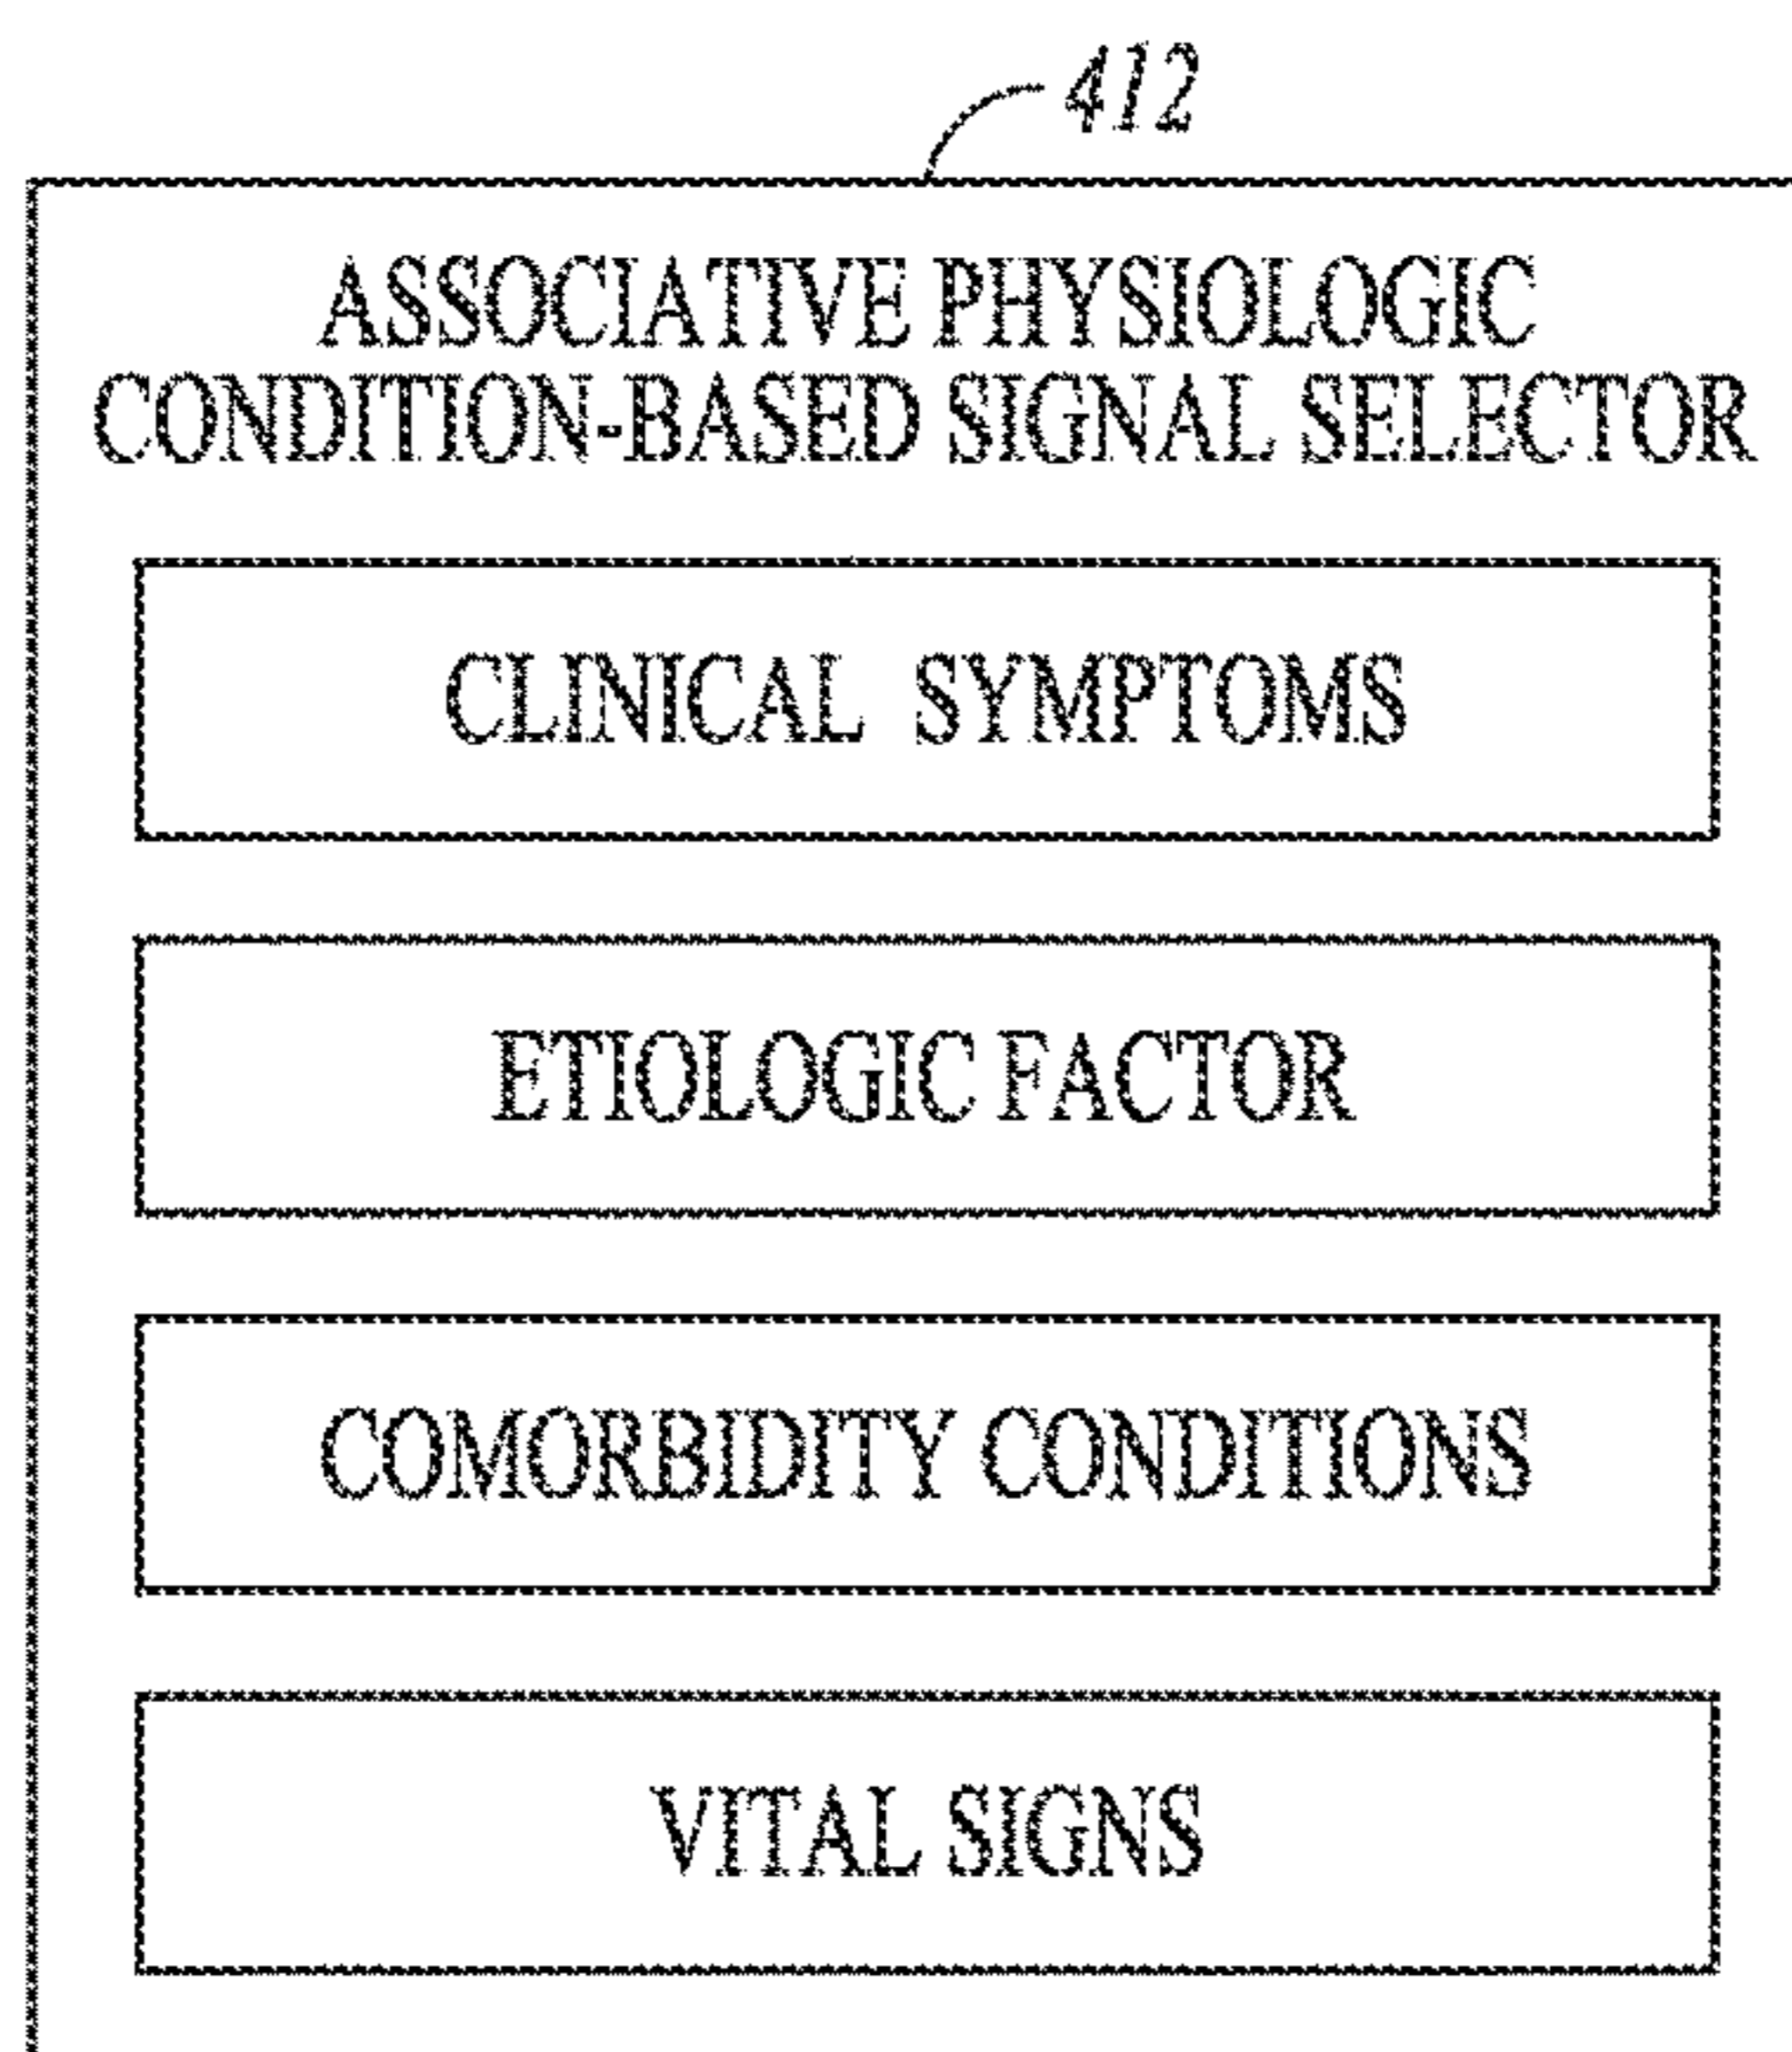 412
ASSOCIATIVE PHYSIOLOGIC
CONDITION-BASED SIGNAL SELECTOR
CLINICAL SYMPTOMS
ETIOLOGIC FACTOR
COMORBIDITY CONDITIONS
VITAL SIGNS